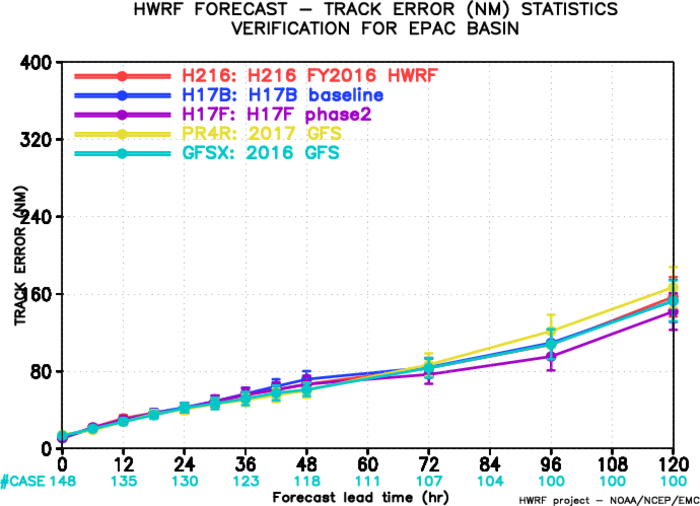 HWRF FORECAST – TRACK ERROR (NM) STATISTICS
VERIFICATION FOR EPAC BASIN
H216: H216 FY2016 HWRF
H17B: H17B baseline
H17F: H17F phase2
PR4R: 2017 GFS
GFSX: 2016 GFS
TRACK ERROR (NM)
400
320
240
160
80
0
0 12 24 36 48 60 72 84 96 108 120
#CASE 148 135 130 123 118 111 107 104 100 100 100
Forecast lead time (hr)
HWRF project – NOAA/NCEP/EMC